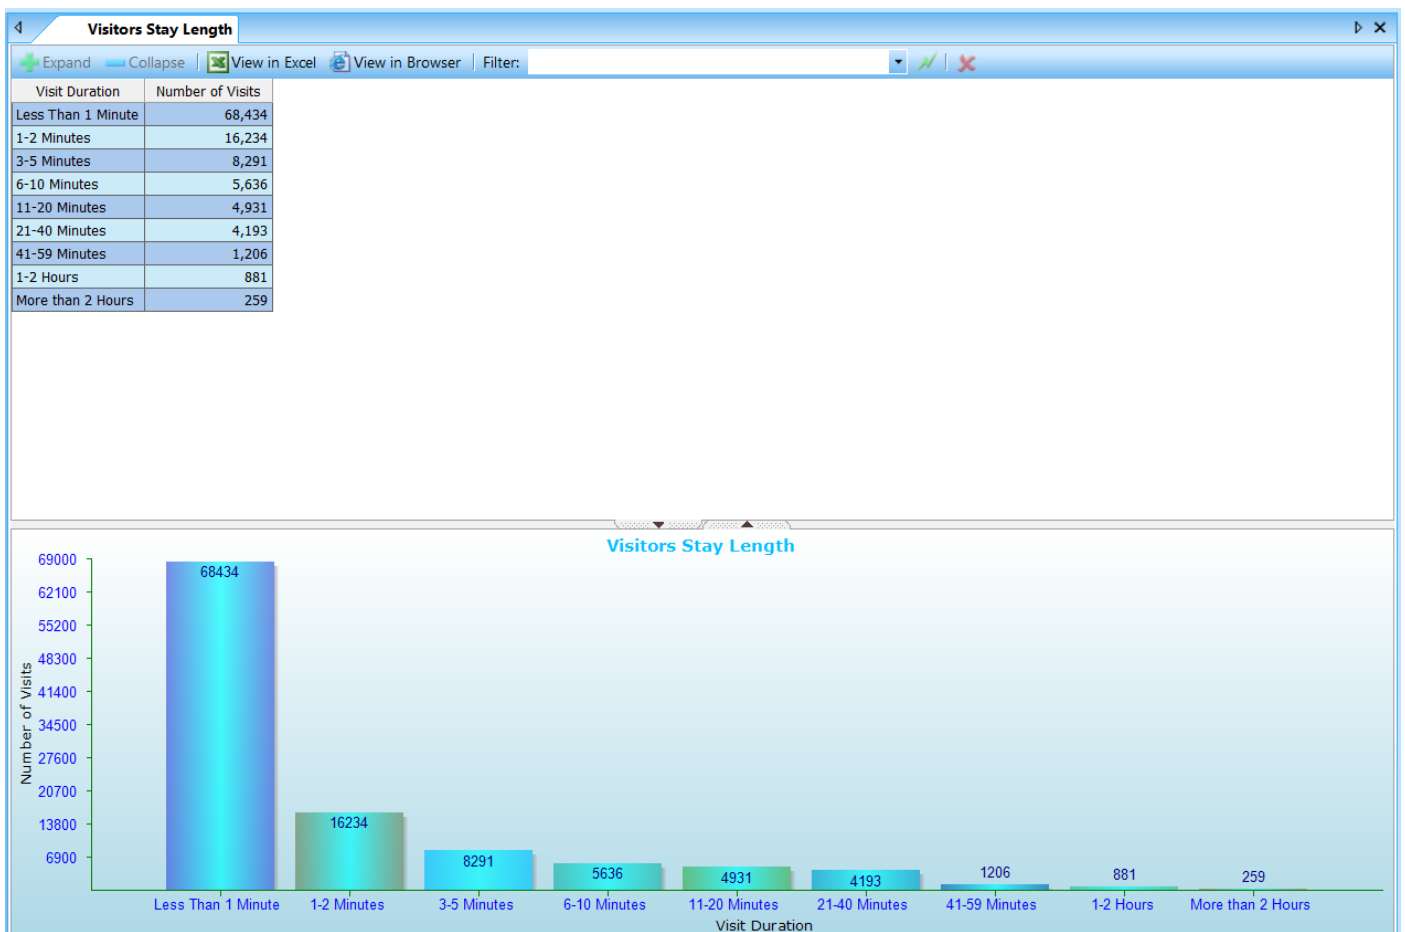 Visitors Stay Length
Expand Collapse View in Excel View in Browser Filter:
Visit Duration Number of Visits
Less Than 1 Minute 68,434
1-2 Minutes 16,234
3-5 Minutes 8,291
6-10 Minutes 5,636
11-20 Minutes 4,931
21-40 Minutes 4,193
41-59 Minutes 1,206
1-2 Hours 881
More than 2 Hours 259
Visitors Stay Length
Number of Visits
69000
62100
55200
48300
41400
34500
27600
20700
13800
6900
68434 16234 8291 5636 4931 4193 1206 881 259
Less Than 1 Minute 1-2 Minutes 3-5 Minutes 6-10 Minutes 11-20 Minutes 21-40 Minutes 41-59 Minutes 1-2 Hours More than 2 Hours
Visit Duration